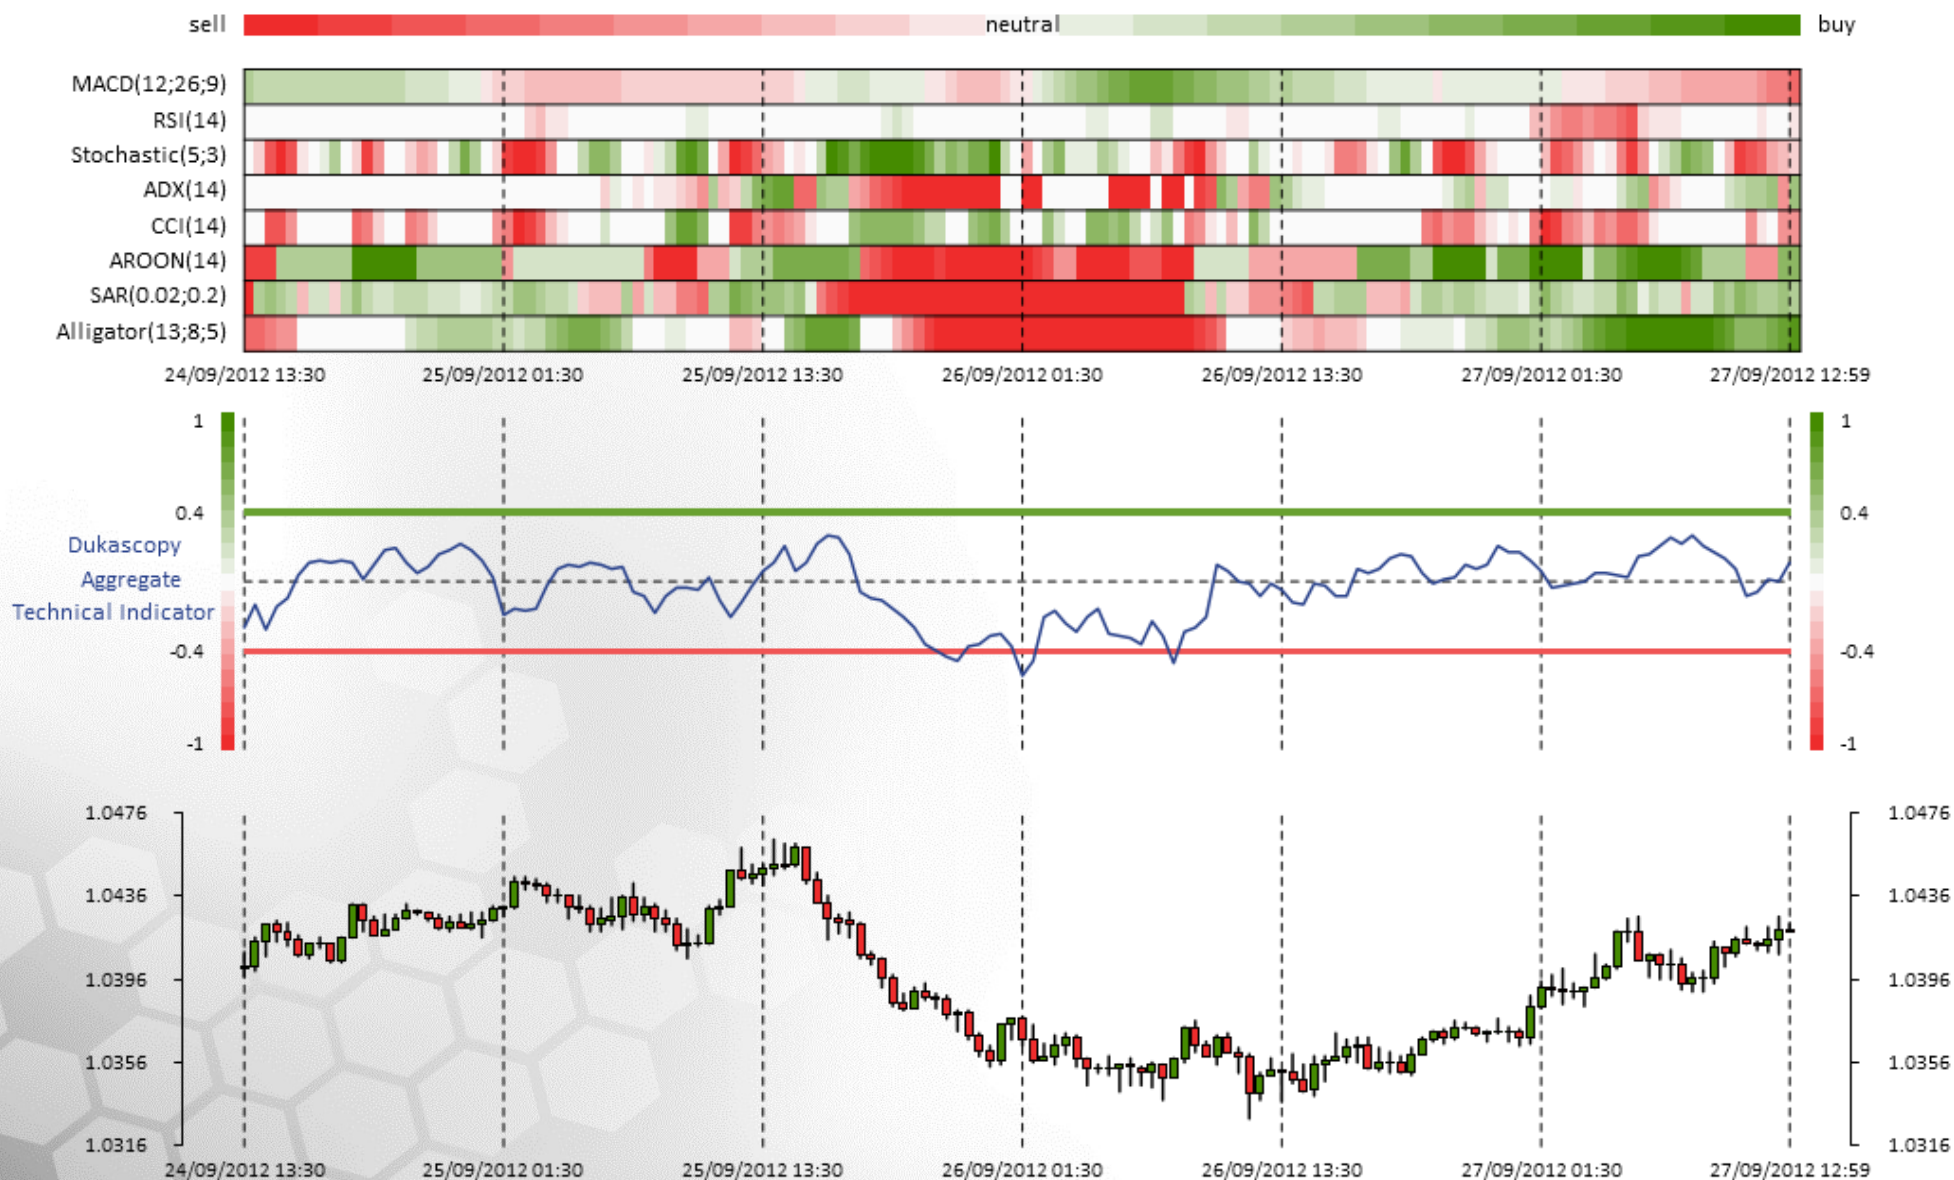 sell neutral buy
MACD(12;26;9)
RSI(14)
Stochastic(5;3)
ADX(14)
CCI(14)
AROON(14)
SAR(0.02;0.2)
Alligator(13;8;5)
24/09/2012 13:30 25/09/2012 01:30 25/09/2012 13:30 26/09/2012 01:30 26/09/2012 13:30 27/09/2012 01:30 27/09/2012 12:59
1 1
0.4 0.4
Dukascopy
Aggregate
Technical Indicator
-0.4 -0.4
-1 -1
1.0476 1.0476
1.0436 1.0436
1.0396 1.0396
1.0356 1.0356
1.0316 1.0316
24/09/2012 13:30 25/09/2012 01:30 25/09/2012 13:30 26/09/2012 01:30 26/09/2012 13:30 27/09/2012 01:30 27/09/2012 12:59